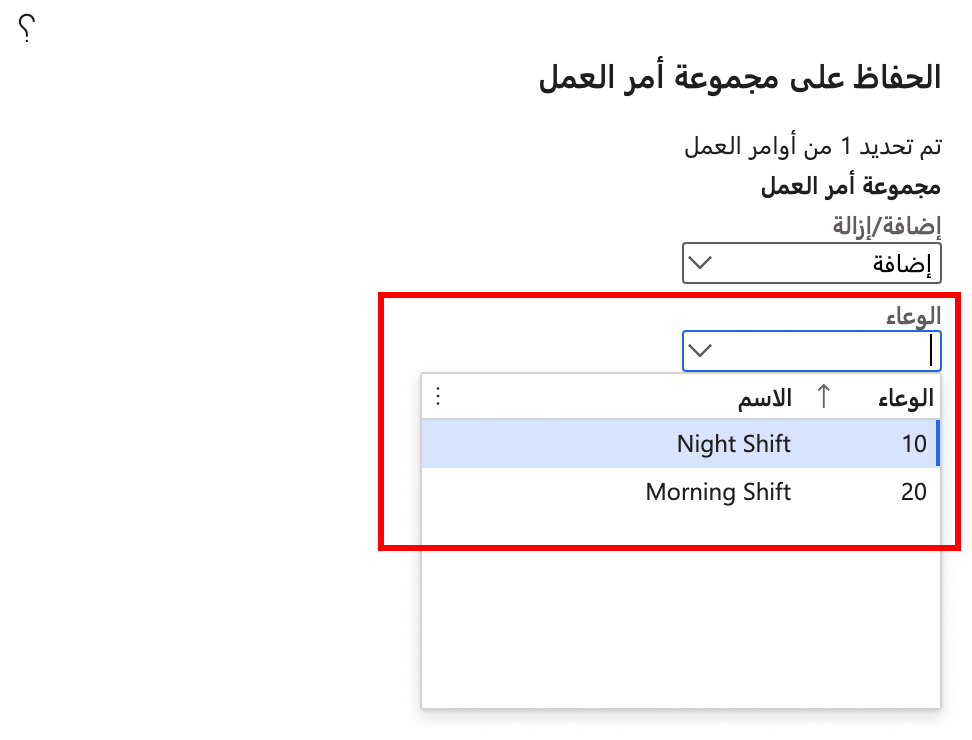 ؟
الحفاظ على مجموعة أمر العمل
تم تحديد 1 من أوامر العمل
مجموعة أمر العمل
إضافة/إزالة
إضافة
الوعاء
الوعاء ↑ الاسم
10 Night Shift
20 Morning Shift